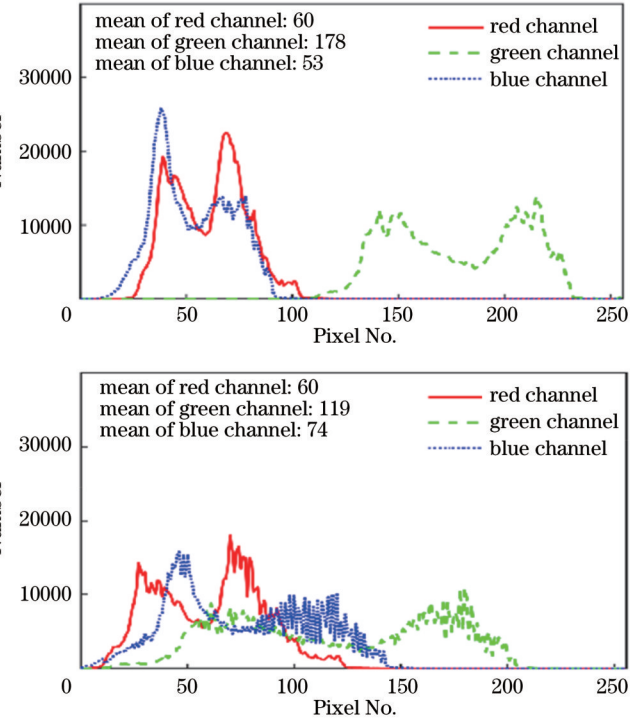 mean of red channel: 60
mean of green channel: 178
mean of blue channel: 53
red channel
green channel
blue channel
30000
20000
10000
0
50
100
150
200
250
Pixel No.
mean of red channel: 60
mean of green channel: 119
mean of blue channel: 74
red channel
green channel
blue channel
30000
20000
10000
0
50
100
150
200
250
Pixel No.